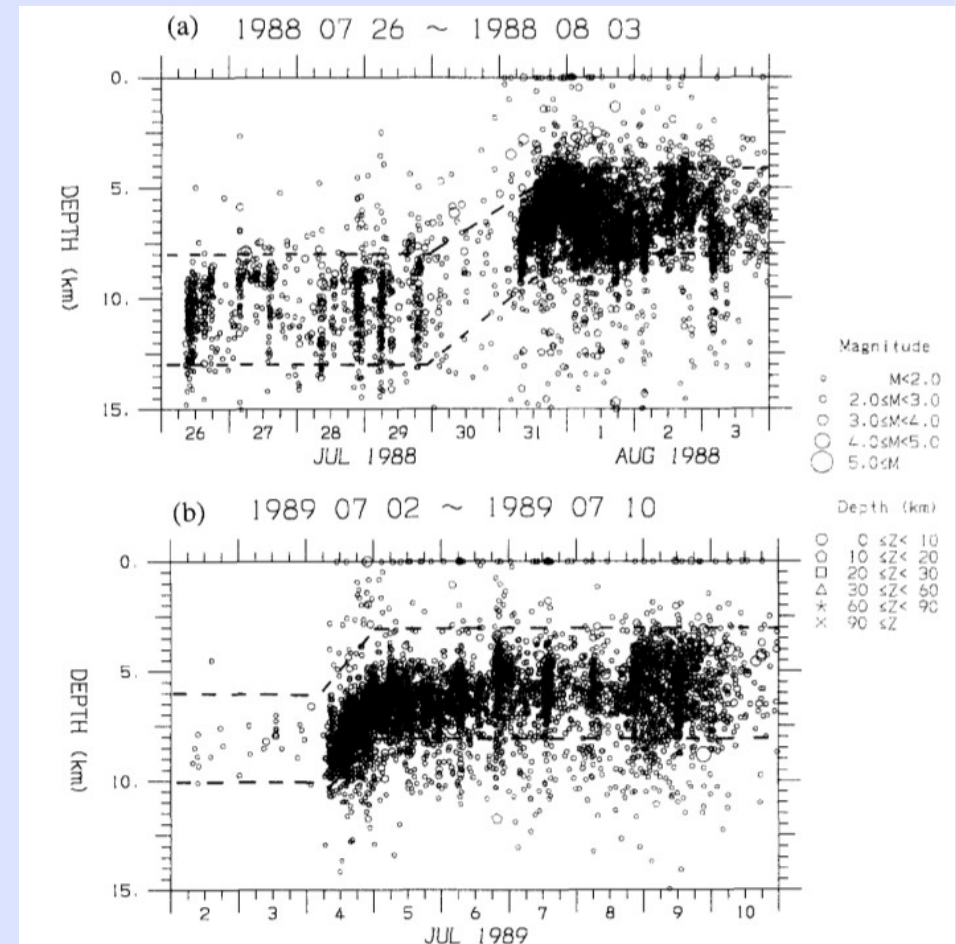 (a) 1988 07 26 ~ 1988 08 03
0.
5.
10.
15.
DEPTH (km)
26 27 28 29 30 31 1 2 3
JUL 1988 AUG 1988
Magnitude
M<2.0
2.0≤M<3.0
3.0≤M<4.0
4.0≤M<5.0
5.0≤M
(b) 1989 07 02 ~ 1989 07 10
0.
5.
10.
15.
DEPTH (km)
2 3 4 5 6 7 8 9 10
JUL 1989
Depth (km)
0 ≤Z< 10
10 ≤Z< 20
20 ≤Z< 30
30 ≤Z< 60
60 ≤Z< 90
90 ≤Z